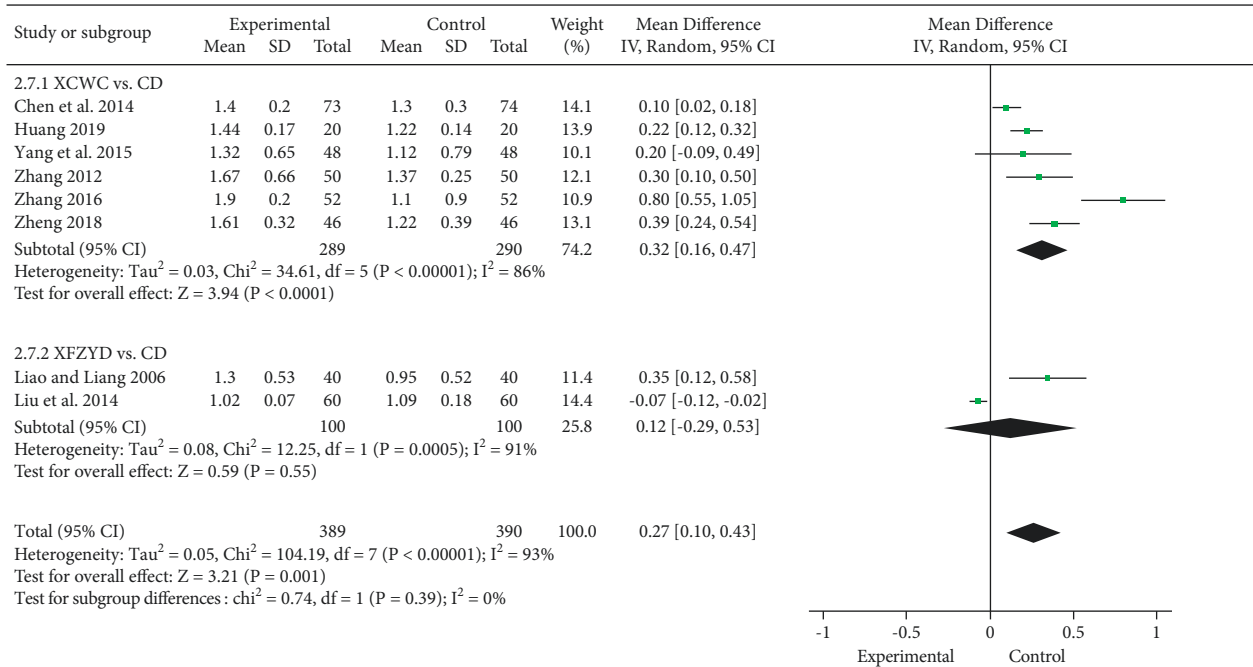 Study or subgroup Experimental Control Weight Mean Difference Mean Difference
Mean SD Total Mean SD Total (%) IV, Random, 95% CI IV, Random, 95% CI
2.7.1 XCWC vs. CD
Chen et al. 2014 1.4 0.2 73 1.3 0.3 74 14.1 0.10 [0.02, 0.18]
Huang 2019 1.44 0.17 20 1.22 0.14 20 13.9 0.22 [0.12, 0.32]
Yang et al. 2015 1.32 0.65 48 1.12 0.79 48 10.1 0.20 [-0.09, 0.49]
Zhang 2012 1.67 0.66 50 1.37 0.25 50 12.1 0.30 [0.10, 0.50]
Zhang 2016 1.9 0.2 52 1.1 0.9 52 10.9 0.80 [0.55, 1.05]
Zheng 2018 1.61 0.32 46 1.22 0.39 46 13.1 0.39 [0.24, 0.54]
Subtotal (95% CI) 289 290 74.2 0.32 [0.16, 0.47]
Heterogeneity: Tau² = 0.03, Chi² = 34.61, df = 5 (P < 0.00001); I² = 86%
Test for overall effect: Z = 3.94 (P < 0.0001)
2.7.2 XFZYD vs. CD
Liao and Liang 2006 1.3 0.53 40 0.95 0.52 40 11.4 0.35 [0.12, 0.58]
Liu et al. 2014 1.02 0.07 60 1.09 0.18 60 14.4 -0.07 [-0.12, -0.02]
Subtotal (95% CI) 100 100 25.8 0.12 [-0.29, 0.53]
Heterogeneity: Tau² = 0.08, Chi² = 12.25, df = 1 (P = 0.0005); I² = 91%
Test for overall effect: Z = 0.59 (P = 0.55)
Total (95% CI) 389 390 100.0 0.27 [0.10, 0.43]
Heterogeneity: Tau² = 0.05, Chi² = 104.19, df = 7 (P < 0.00001); I² = 93%
Test for overall effect: Z = 3.21 (P = 0.001)
Test for subgroup differences : chi² = 0.74, df = 1 (P = 0.39); I² = 0%
-1 -0.5 0 0.5 1
Experimental Control